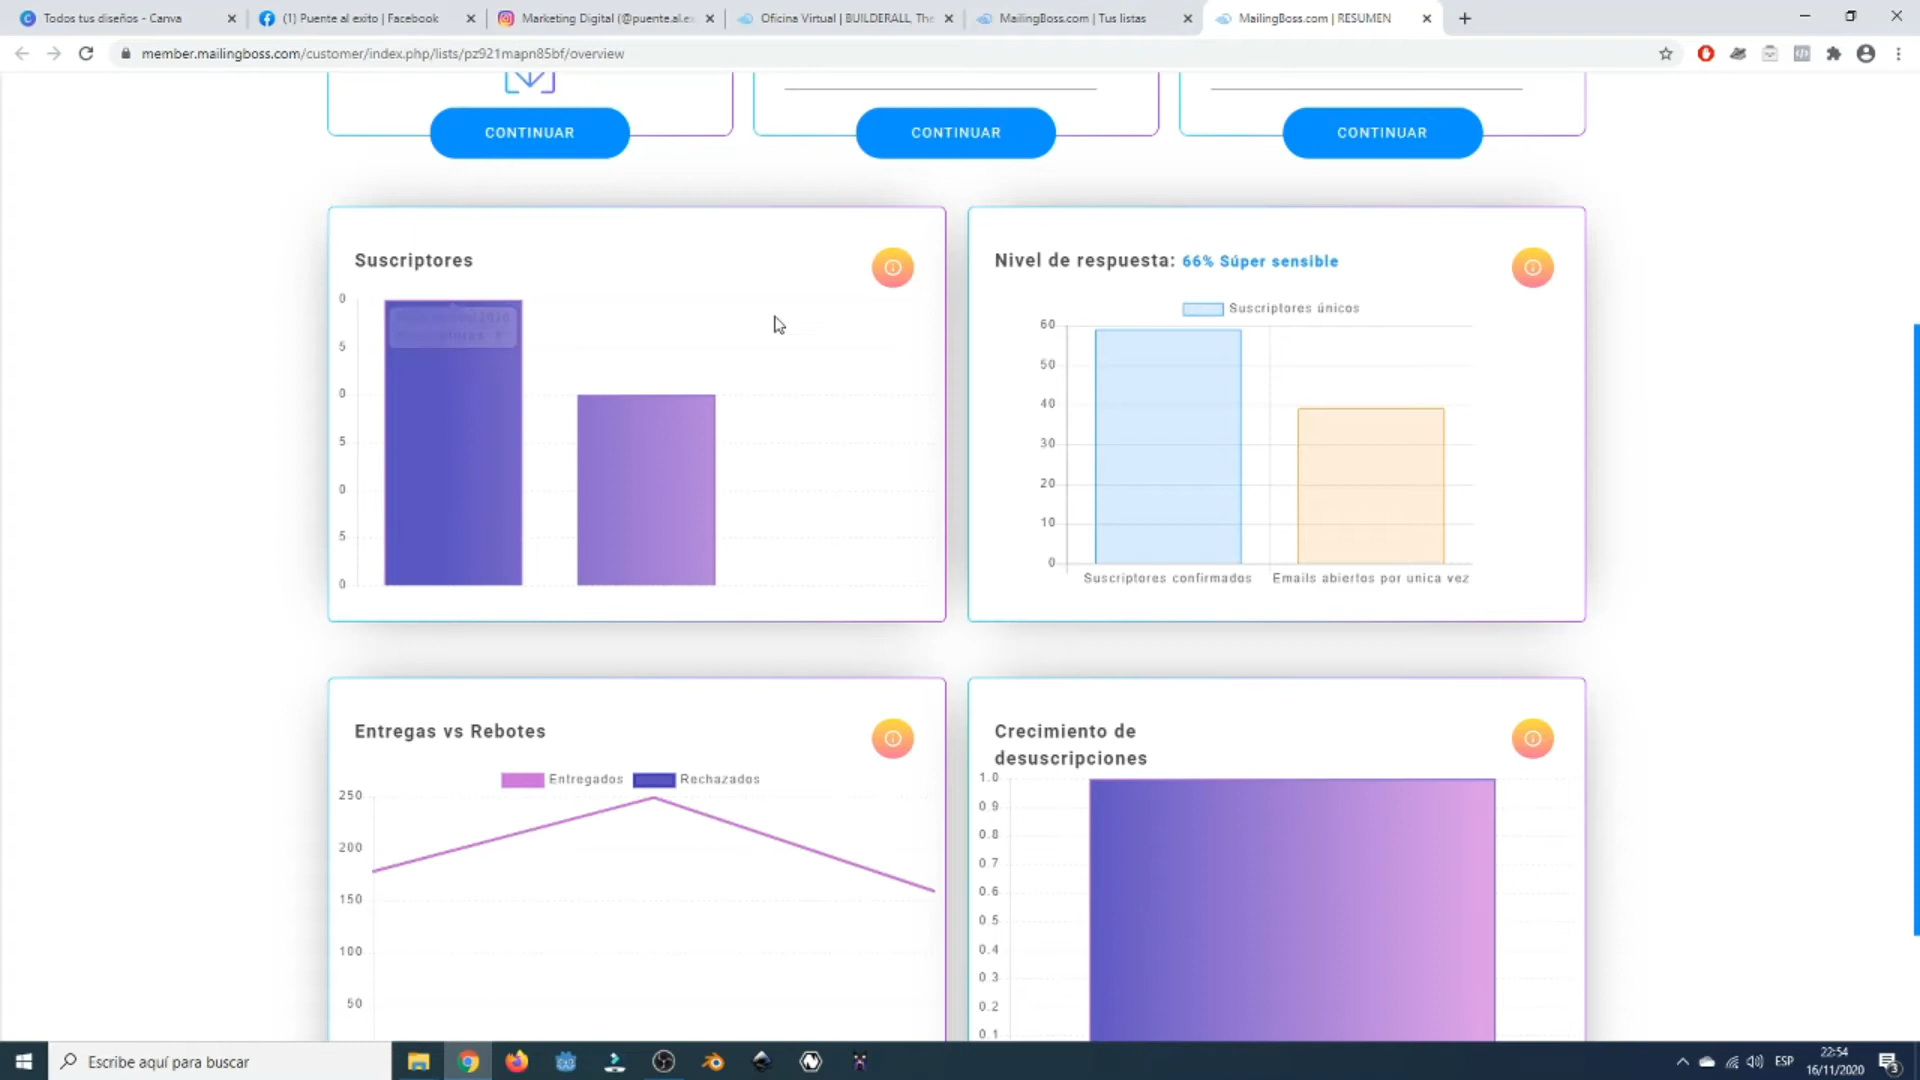 Todos tus diseños - Canva
(1) Puente al exito | Facebook
Marketing Digital (@puente.al.ex
Oficina Virtual | BUILDERALL, The
MailingBoss.com | Tus listas
MailingBoss.com | RESUMEN
member.mailingboss.com/customer/index.php/lists/pz921mapn85bf/overview
CONTINUAR
CONTINUAR
CONTINUAR
Suscriptores
0
5
0
5
0
5
0
Nivel de respuesta: 66% Súper sensible
Suscriptores únicos
60
50
40
30
20
10
0
Suscriptores confirmados
Emails abiertos por unica vez
Entregas vs Rebotes
Entregados
Rechazados
250
200
150
100
50
Crecimiento de
desuscripciones
1.0
0.9
0.8
0.7
0.6
0.5
0.4
0.3
0.2
0.1
Escribe aquí para buscar
ESP
22:54
16/11/2020
3